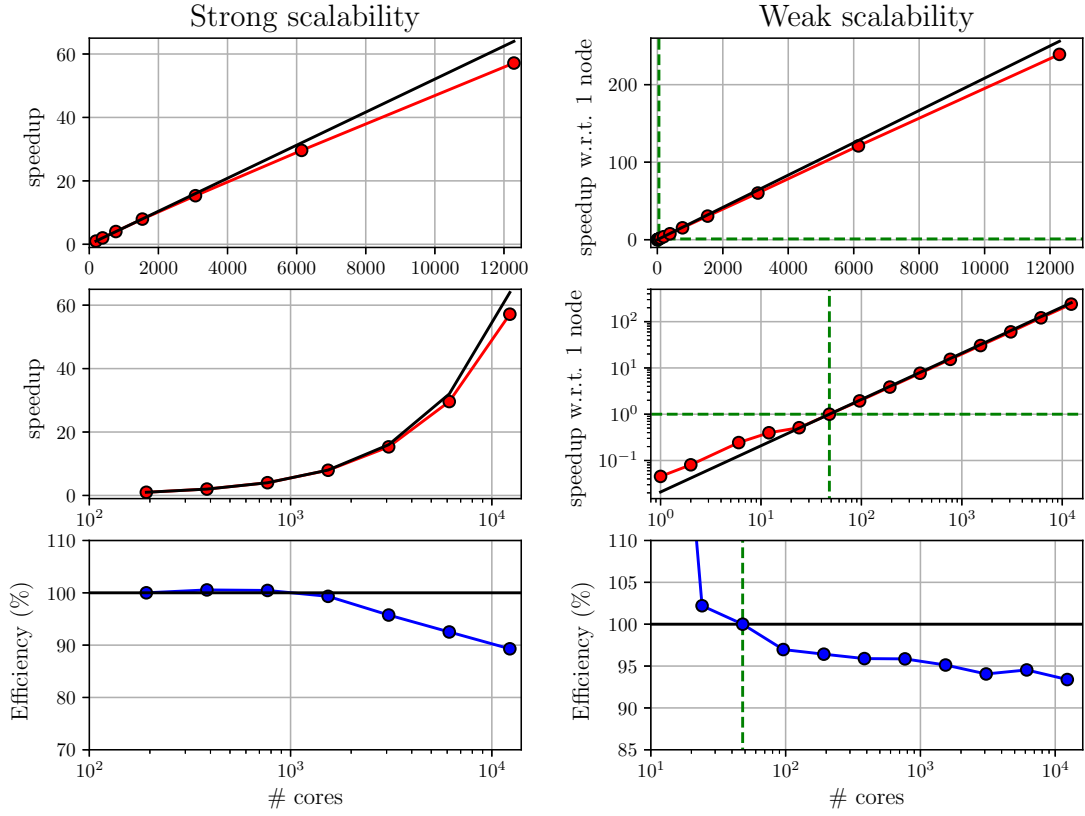 Strong scalability
speedup
60
40
20
0
0 2000 4000 6000 8000 10000 12000
Weak scalability
speedup w.r.t. 1 node
200
100
0
0 2000 4000 6000 8000 10000 12000
speedup
60
40
20
0
10² 10³ 10⁴
speedup w.r.t. 1 node
10²
10¹
10⁰
10⁻¹
10⁰ 10¹ 10² 10³ 10⁴
Efficiency (%)
110
100
90
80
70
10² 10³ 10⁴
# cores
Efficiency (%)
110
105
100
95
90
85
10¹ 10² 10³ 10⁴
# cores